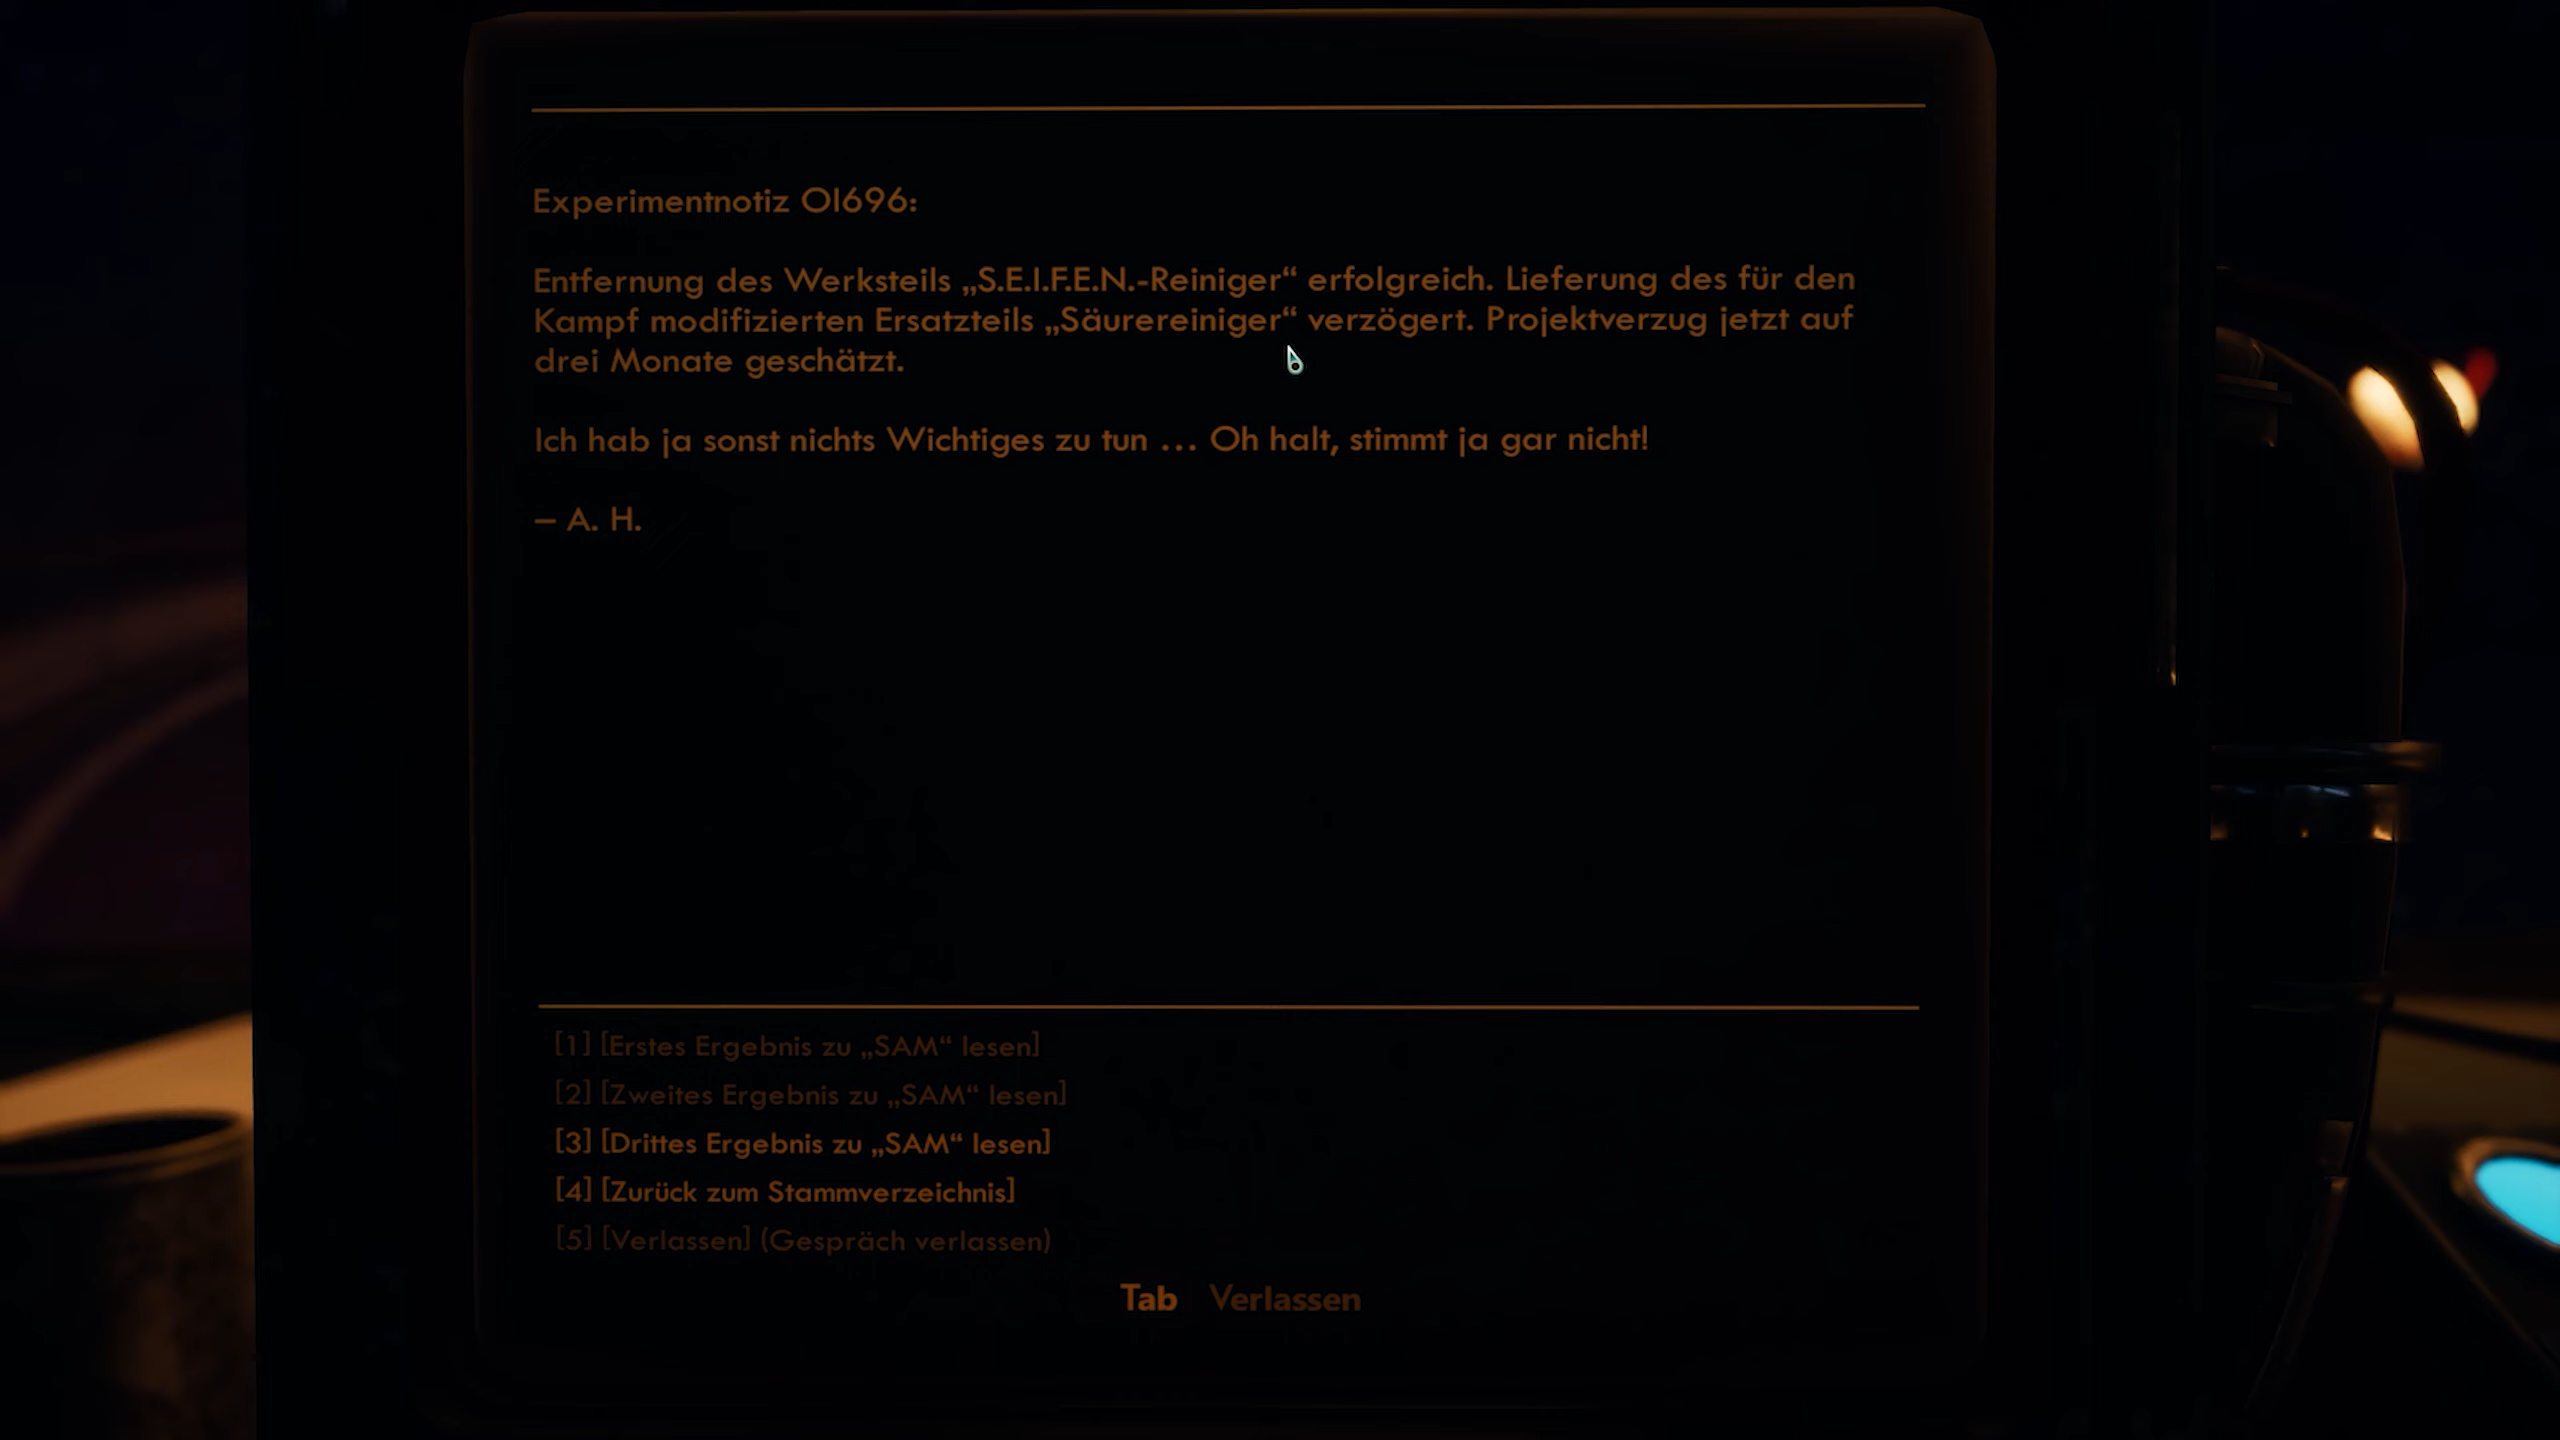 Experimentnotiz 01696:
Entfernung des Werksteils „S.E.I.F.E.N.-Reiniger“ erfolgreich. Lieferung des für den
Kampf modifizierten Ersatzteils „Säurereiniger“ verzögert. Projektverzug jetzt auf
drei Monate geschätzt.
Ich hab ja sonst nichts Wichtiges zu tun … Oh halt, stimmt ja gar nicht!
– A. H.
[1] [Erstes Ergebnis zu „SAM“ lesen]
[2] [Zweites Ergebnis zu „SAM“ lesen]
[3] [Drittes Ergebnis zu „SAM“ lesen]
[4] [Zurück zum Stammverzeichnis]
[5] [Verlassen] (Gespräch verlassen)
Tab Verlassen